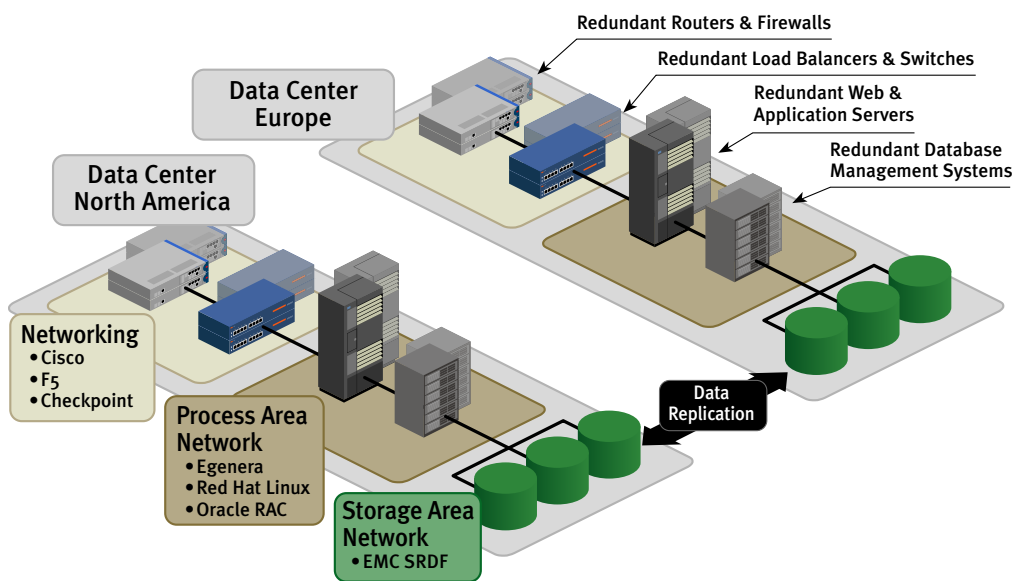 Redundant Routers & Firewalls
Redundant Load Balancers & Switches
Redundant Web &
Application Servers
Redundant Database
Management Systems
Data Center
Europe
Data Center
North America
Networking
• Cisco
• F5
• Checkpoint
Process Area
Network
• Egenera
• Red Hat Linux
• Oracle RAC
Storage Area
Network
• EMC SRDF
Data
Replication